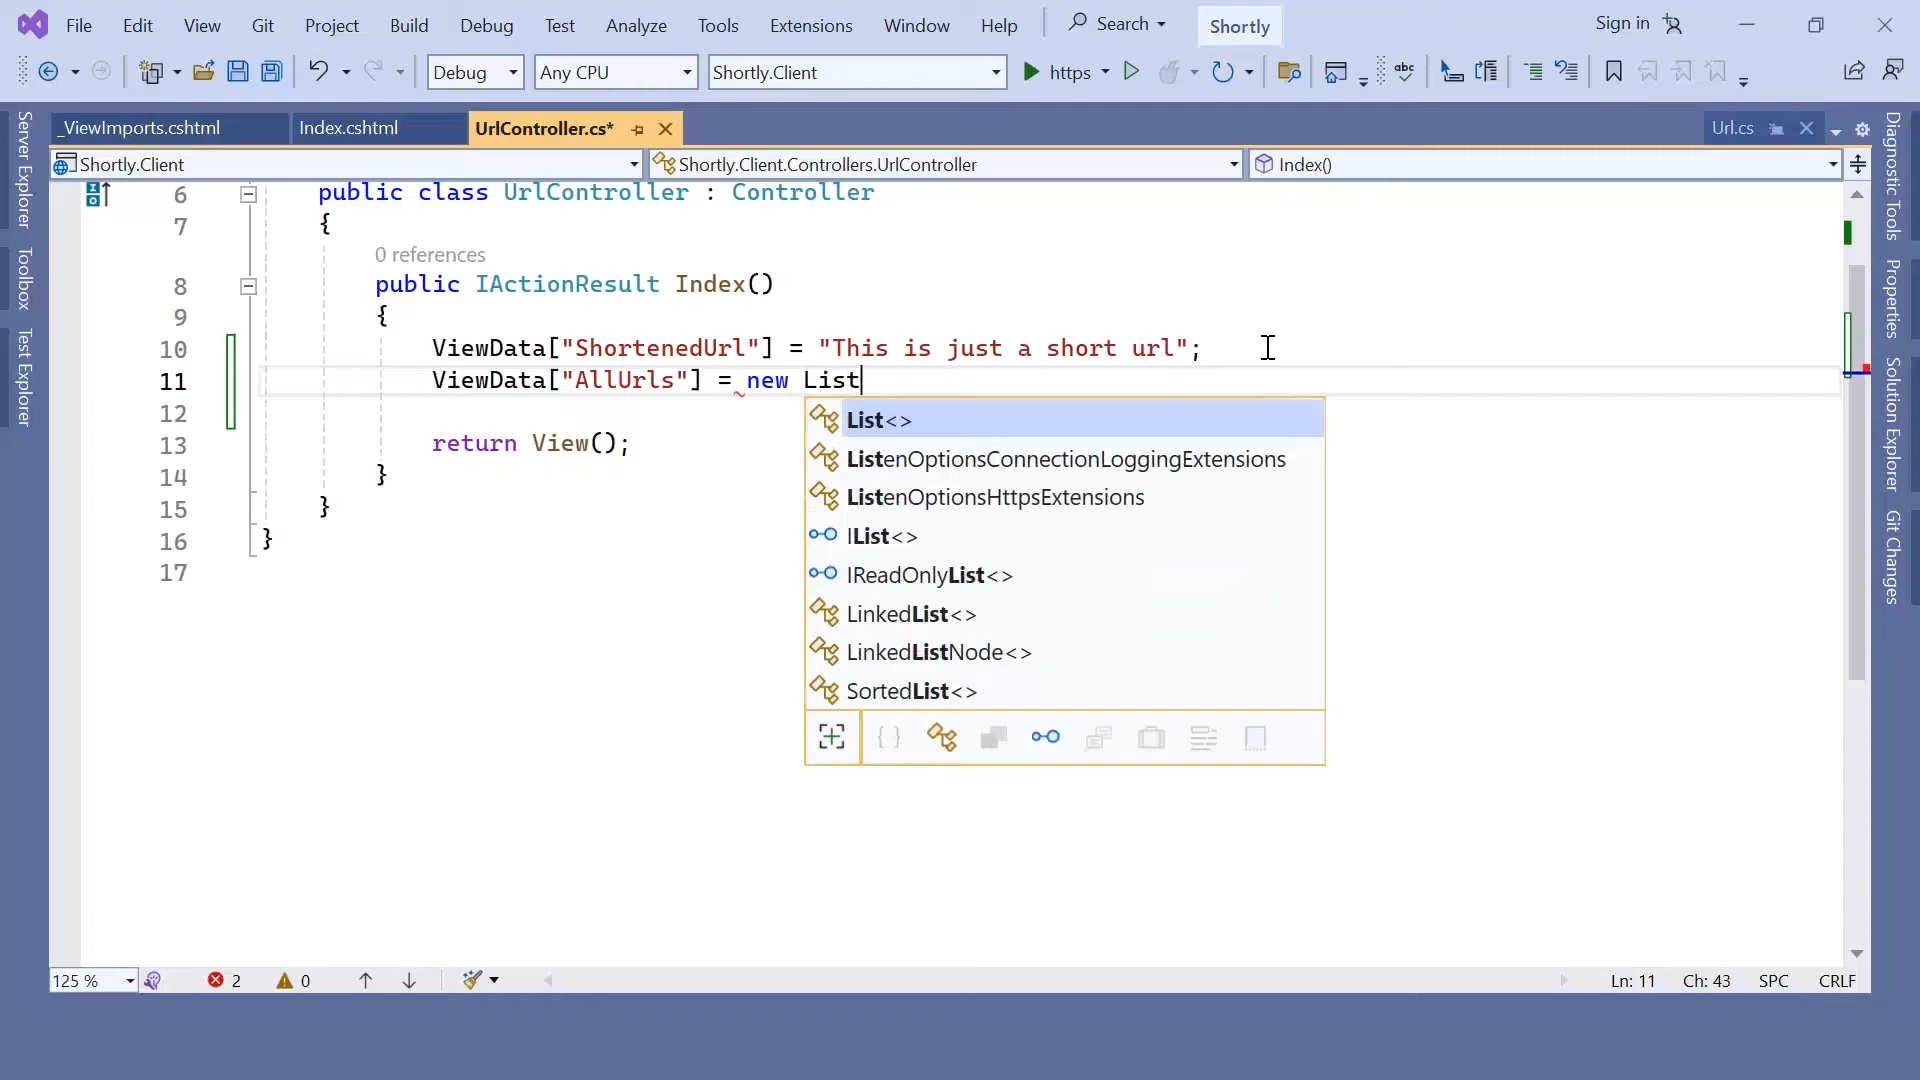 File Edit View Git Project Build Debug Test Analyze Tools Extensions Window Help Search Shortly Sign in
Debug Any CPU Shortly.Client https abc
_ViewImports.cshtml Index.cshtml UrlController.cs* Url.cs
Shortly.Client Shortly.Client.Controllers.UrlController Index()
Server Explorer
Toolbox
Test Explorer
6 public class UrlController : Controller
7 {
0 references
8 public IActionResult Index()
9 {
10 ViewData["ShortenedUrl"] = "This is just a short url";
11 ViewData["AllUrls"] = new List
12
13 return View();
14 }
15 }
16 }
17
List<>
ListenOptionsConnectionLoggingExtensions
ListenOptionsHttpsExtensions
IList<>
IReadOnlyList<>
LinkedList<>
LinkedListNode<>
SortedList<>
Diagnostic Tools
Properties
Solution Explorer
Git Changes
125 % 2 0 Ln: 11 Ch: 43 SPC CRLF